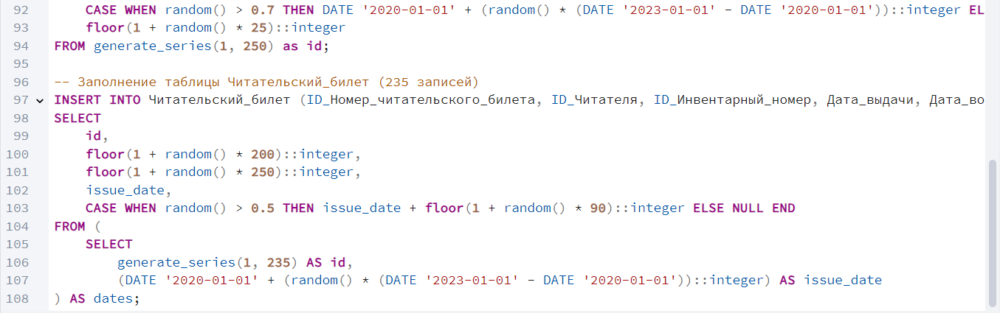 92 CASE WHEN random() > 0.7 THEN DATE '2020-01-01' + (random() * (DATE '2023-01-01' - DATE '2020-01-01'))::integer EL
93 floor(1 + random() * 25)::integer
94 FROM generate_series(1, 250) as id;
95
96 -- Заполнение таблицы Читательский_билет (235 записей)
97 INSERT INTO Читательский_билет (ID_Номер_читательского_билета, ID_Читателя, ID_Инвентарный_номер, Дата_выдачи, Дата_во
98 SELECT
99 id,
100 floor(1 + random() * 200)::integer,
101 floor(1 + random() * 250)::integer,
102 issue_date,
103 CASE WHEN random() > 0.5 THEN issue_date + floor(1 + random() * 90)::integer ELSE NULL END
104 FROM (
105 SELECT
106 generate_series(1, 235) AS id,
107 (DATE '2020-01-01' + (random() * (DATE '2023-01-01' - DATE '2020-01-01'))::integer) AS issue_date
108 ) AS dates;